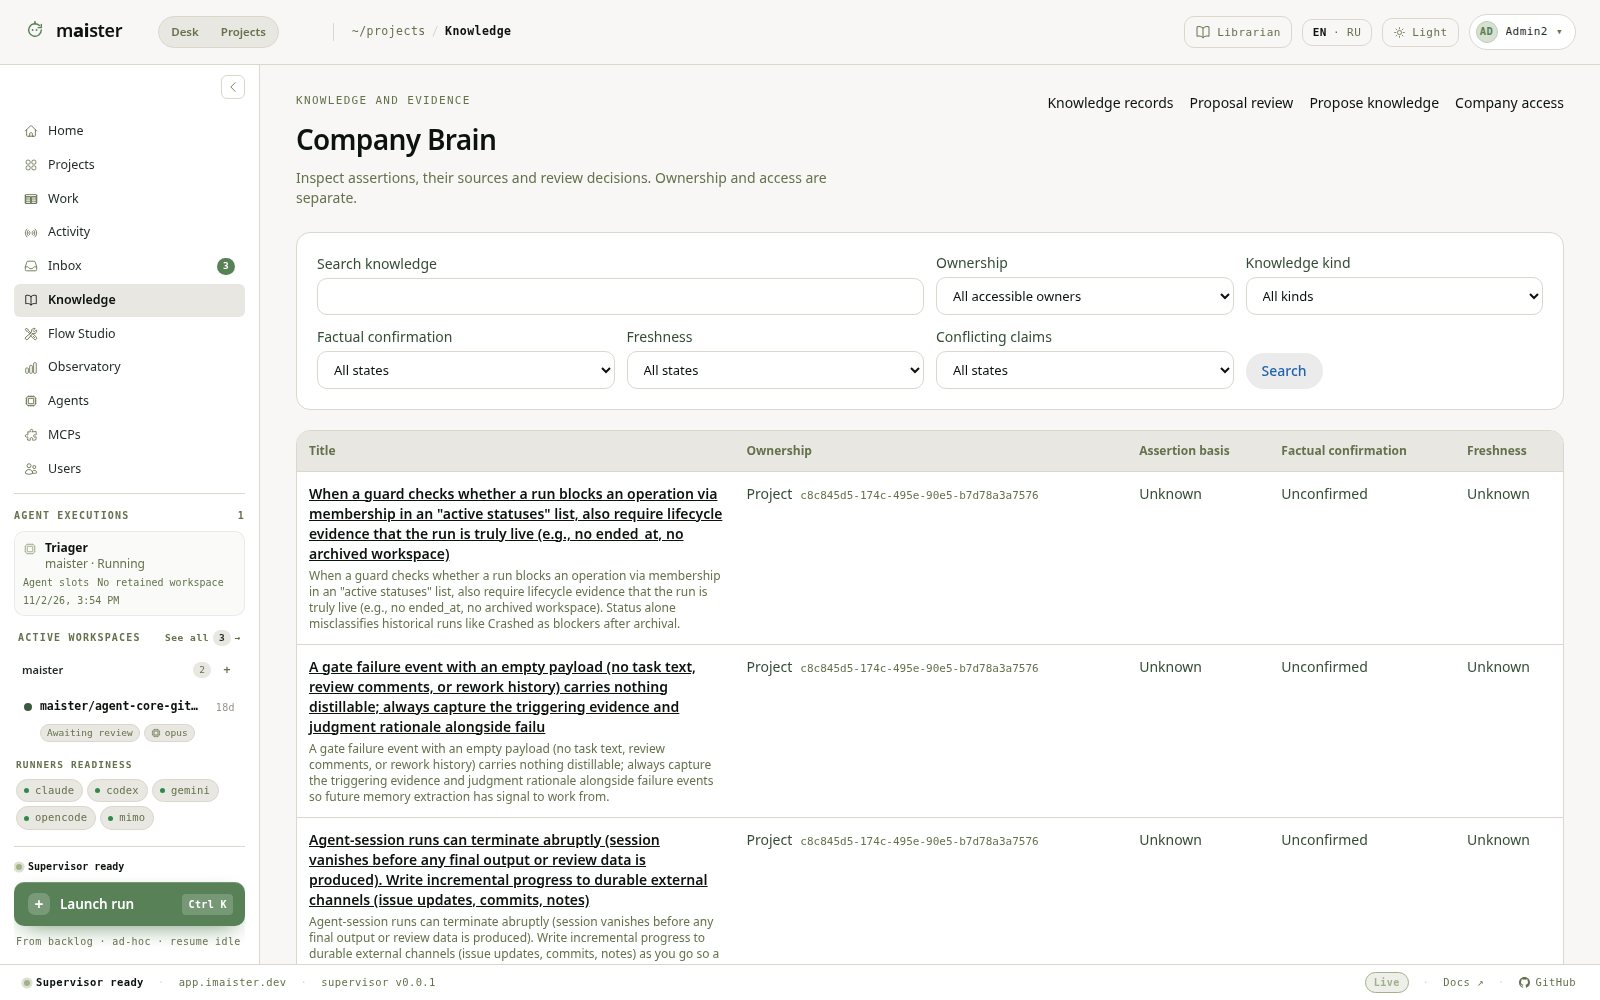 maister
Desk
Projects
~/projects / Knowledge
Librarian
EN · RU
Light
AD
Admin2
Home
Projects
Work
Activity
Inbox
3
Knowledge
Flow Studio
Observatory
Agents
MCPs
Users
AGENT EXECUTIONS
1
Triager
maister · Running
Agent slots No retained workspace
11/2/26, 3:54 PM
ACTIVE WORKSPACES
See all 3 →
maister
2
+
maister/agent-core-git…
18d
Awaiting review
opus
RUNNERS READINESS
claude
codex
gemini
opencode
mimo
Supervisor ready
+ Launch run
Ctrl K
From backlog · ad-hoc · resume idle
KNOWLEDGE AND EVIDENCE
Knowledge records
Proposal review
Propose knowledge
Company access
Company Brain
Inspect assertions, their sources and review decisions. Ownership and access are
separate.
Search knowledge
Ownership
All accessible owners
Knowledge kind
All kinds
Factual confirmation
All states
Freshness
All states
Conflicting claims
All states
Search
Title
Ownership
Assertion basis
Factual confirmation
Freshness
When a guard checks whether a run blocks an operation via
membership in an "active statuses" list, also require lifecycle
evidence that the run is truly live (e.g., no ended_at, no
archived workspace)
When a guard checks whether a run blocks an operation via membership
in an "active statuses" list, also require lifecycle evidence that the run is
truly live (e.g., no ended_at, no archived workspace). Status alone
misclassifies historical runs like Crashed as blockers after archival.
Project c8c845d5-174c-495e-90e5-b7d78a3a7576
Unknown
Unconfirmed
Unknown
A gate failure event with an empty payload (no task text,
review comments, or rework history) carries nothing
distillable; always capture the triggering evidence and
judgment rationale alongside failu
A gate failure event with an empty payload (no task text, review
comments, or rework history) carries nothing distillable; always capture
the triggering evidence and judgment rationale alongside failure events
so future memory extraction has signal to work from.
Project c8c845d5-174c-495e-90e5-b7d78a3a7576
Unknown
Unconfirmed
Unknown
Agent-session runs can terminate abruptly (session
vanishes before any final output or review data is
produced). Write incremental progress to durable external
channels (issue updates, commits, notes)
Agent-session runs can terminate abruptly (session vanishes before any
final output or review data is produced). Write incremental progress to
durable external channels (issue updates, commits, notes) as you go so a
Project c8c845d5-174c-495e-90e5-b7d78a3a7576
Unknown
Unconfirmed
Unknown
Supervisor ready · app.imaister.dev · supervisor v0.0.1
Live · Docs ↗ · GitHub